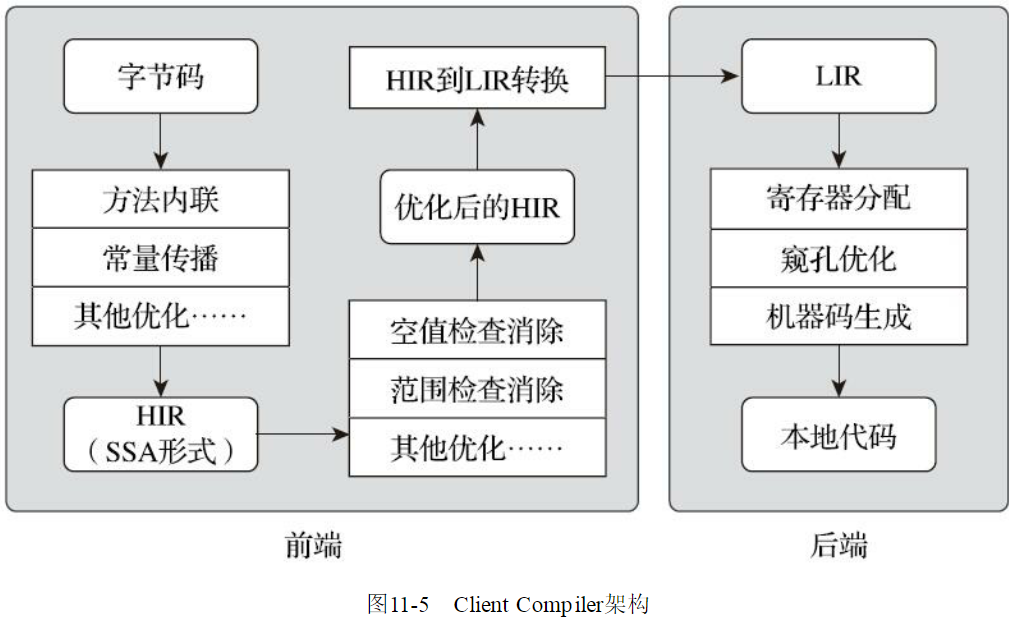 字节码
方法内联
常量传播
其他优化……
HIR
（SSA形式）
空值检查消除
范围检查消除
其他优化……
优化后的HIR
HIR到LIR转换
前端
LIR
寄存器分配
窥孔优化
机器码生成
本地代码
后端
图11-5 Client Compiler架构